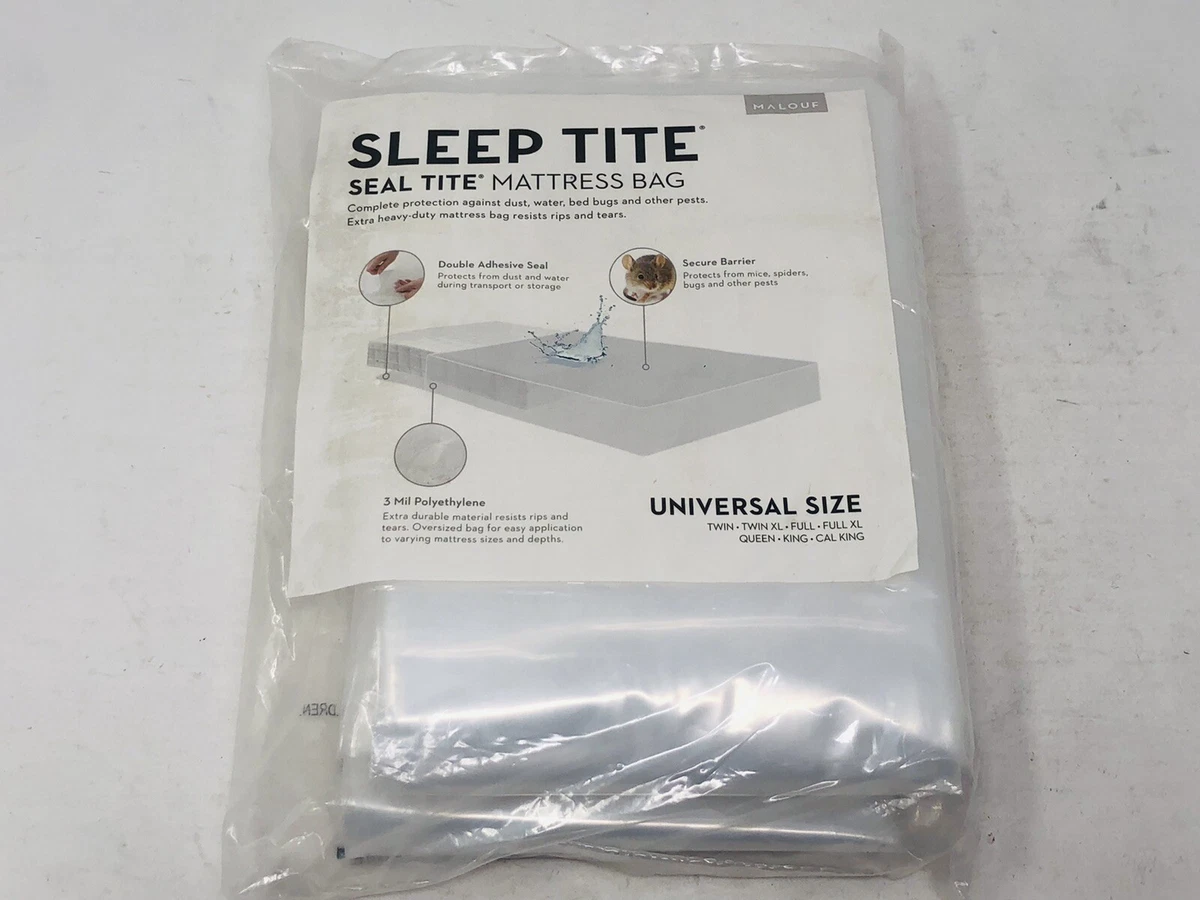 MALOUF
SLEEP TITE®
SEAL TITE® MATTRESS BAG
Complete protection against dust, water, bed bugs and other pests.
Extra heavy-duty mattress bag resists rips and tears.
Double Adhesive Seal
Protects from dust and water
during transport or storage
Secure Barrier
Protects from mice, spiders,
bugs and other pests
3 Mil Polyethylene
Extra durable material resists rips and
tears. Oversized bag for easy application
to varying mattress sizes and depths.
UNIVERSAL SIZE
TWIN • TWIN XL • FULL • FULL XL
QUEEN • KING • CAL KING